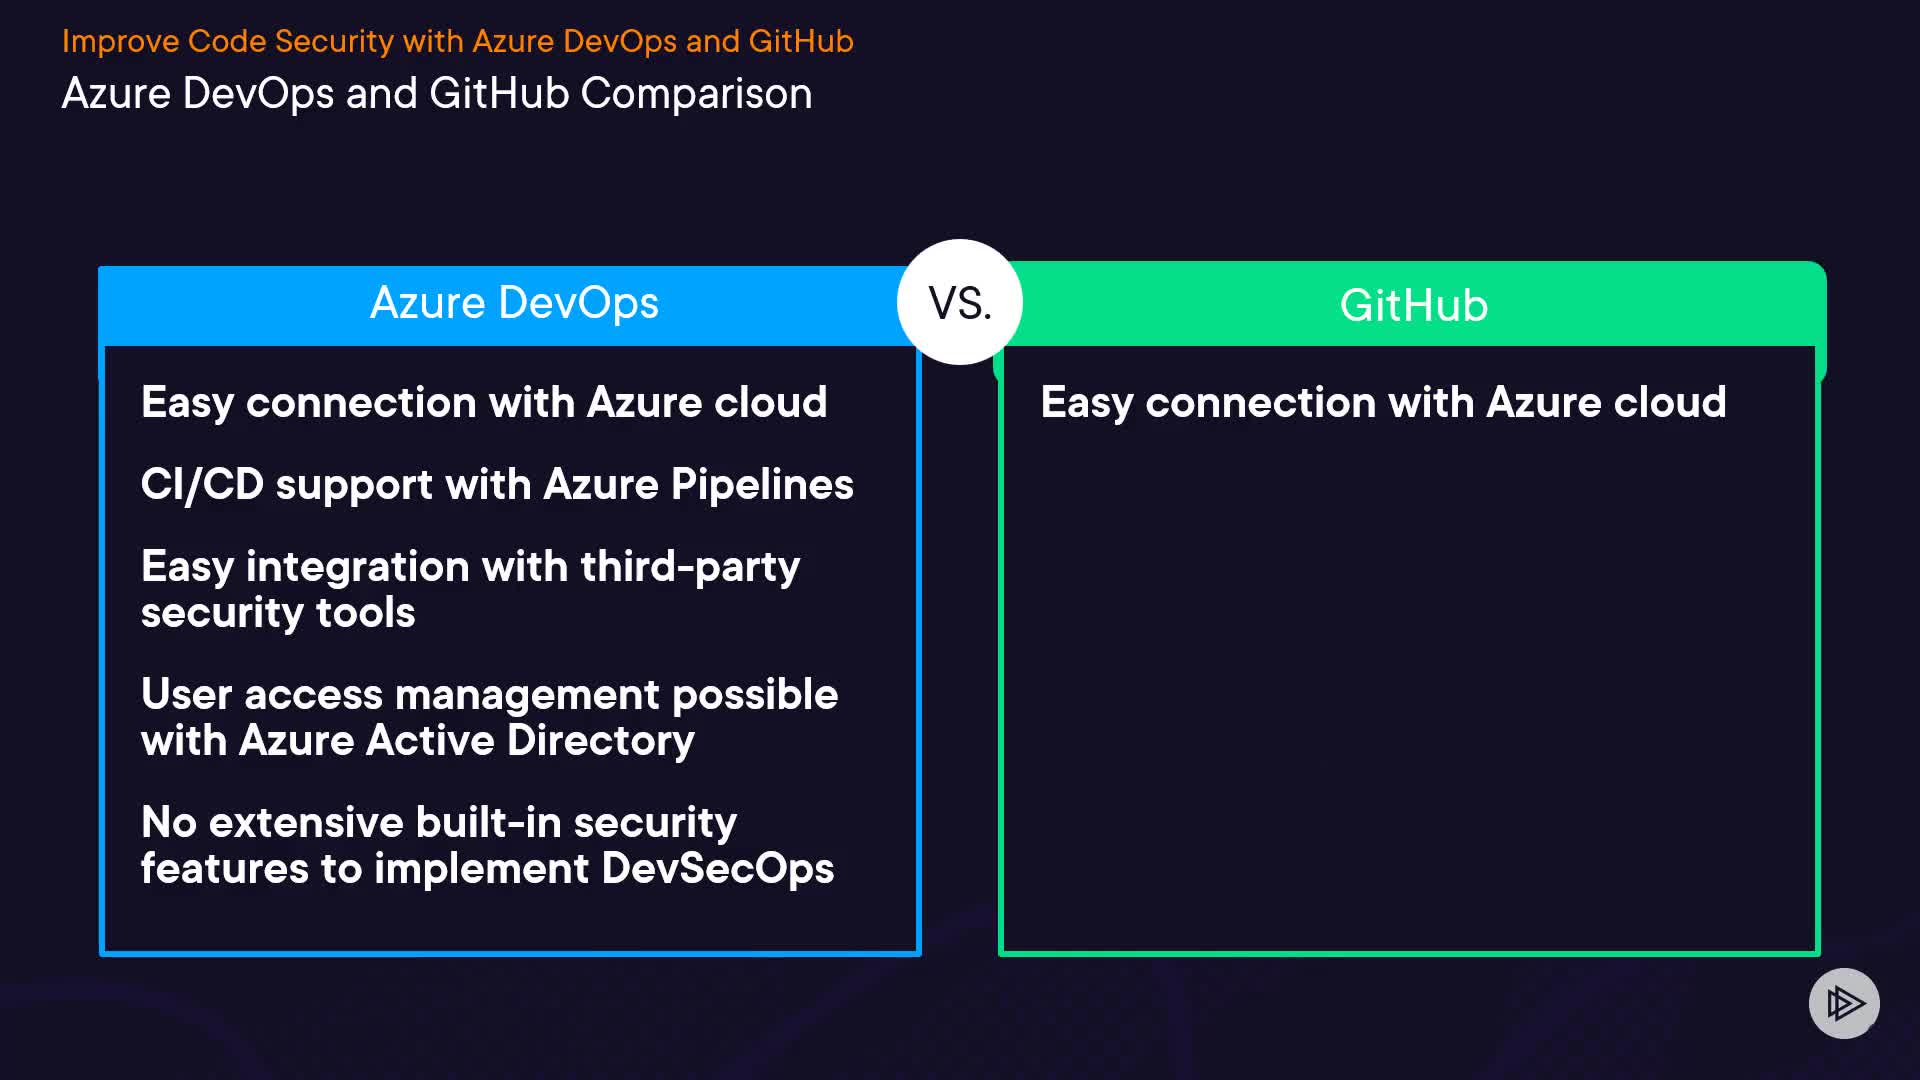 Improve Code Security with Azure DevOps and GitHub
Azure DevOps and GitHub Comparison
Azure DevOps
VS.
GitHub
Easy connection with Azure cloud
CI/CD support with Azure Pipelines
Easy integration with third-party
security tools
User access management possible
with Azure Active Directory
No extensive built-in security
features to implement DevSecOps
Easy connection with Azure cloud